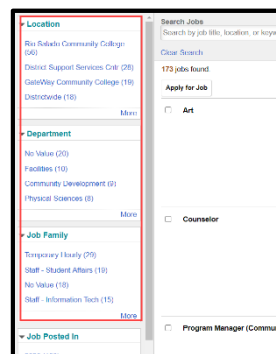 Location
Rio Salado Community College
(56)
District Support Services Cntr (28)
GateWay Community College (19)
Districtwide (18)
More
Department
No Value (20)
Facilities (10)
Community Development (9)
Physical Sciences (8)
More
Job Family
Temporary Hourly (29)
Staff - Student Affairs (19)
No Value (18)
Staff - Information Tech (15)
More
Job Posted In
Search Jobs
Search by job title, location, or keyw
Clear Search
173 jobs found.
Apply for Job
Art
Counselor
Program Manager (Commun